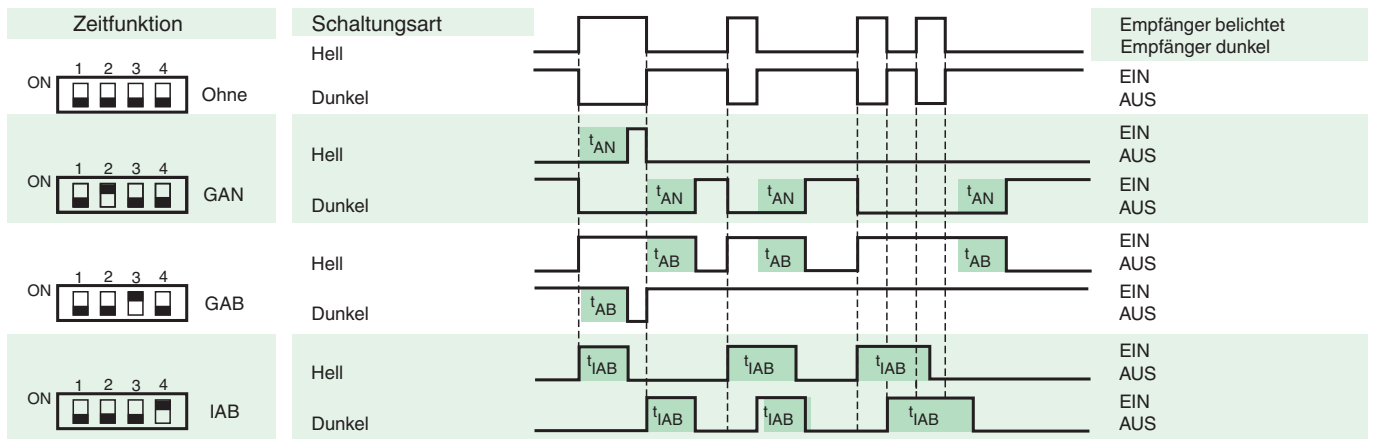 Zeitfunktion Schaltungsart Empfänger belichtet
Hell Empfänger dunkel
1 2 3 4
ON Ohne Dunkel EIN
AUS
Hell tAN EIN
AUS
1 2 3 4
ON GAN Dunkel tAN tAN tAN EIN
AUS
Hell tAB tAB tAB EIN
AUS
1 2 3 4
ON GAB Dunkel tAB EIN
AUS
Hell tIAB tIAB tIAB EIN
AUS
1 2 3 4
ON IAB Dunkel tIAB tIAB tIAB EIN
AUS